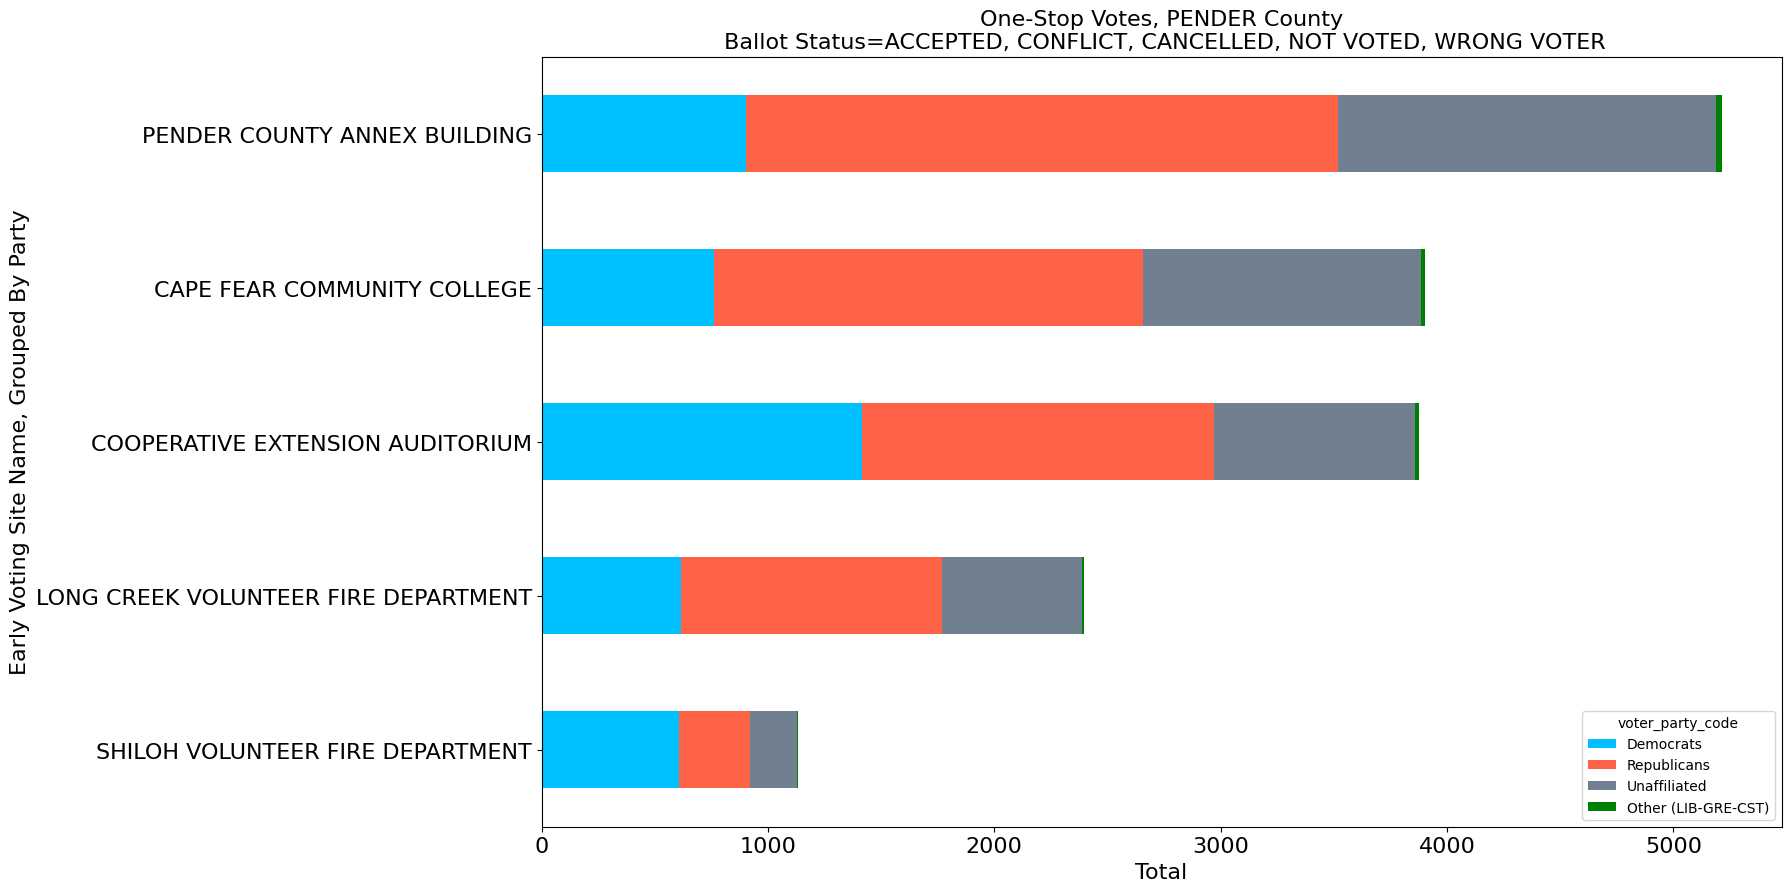 One-Stop Votes, PENDER County
Ballot Status=ACCEPTED, CONFLICT, CANCELLED, NOT VOTED, WRONG VOTER
Early Voting Site Name, Grouped By Party
PENDER COUNTY ANNEX BUILDING
CAPE FEAR COMMUNITY COLLEGE
COOPERATIVE EXTENSION AUDITORIUM
LONG CREEK VOLUNTEER FIRE DEPARTMENT
SHILOH VOLUNTEER FIRE DEPARTMENT
voter_party_code
Democrats
Republicans
Unaffiliated
Other (LIB-GRE-CST)
0 1000 2000 3000 4000 5000
Total